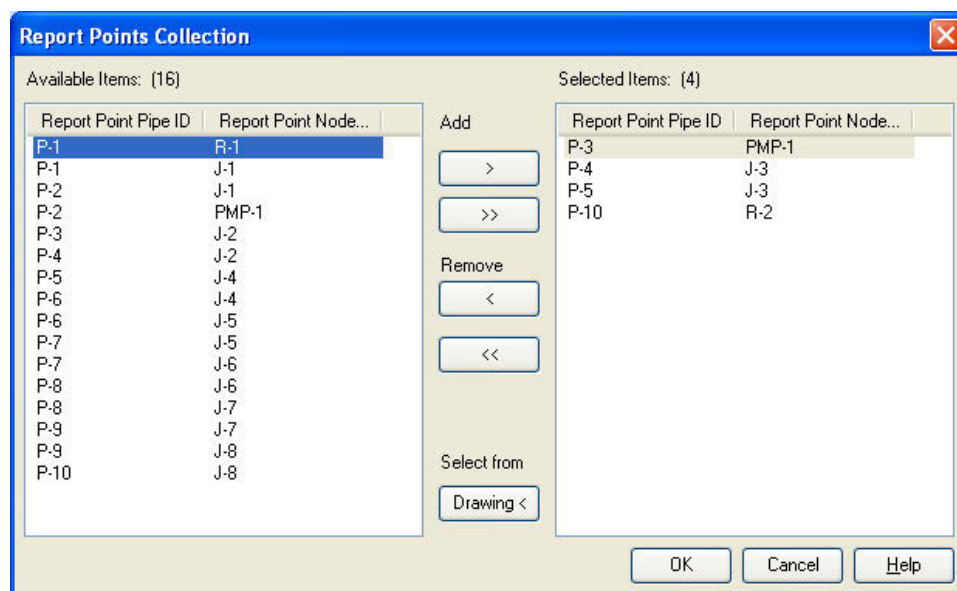 Report Points Collection
Available Items: (16)
Report Point Pipe ID Report Point Node...
P-1 R-1
P-1 J-1
P-2 J-1
P-2 PMP-1
P-3 J-2
P-4 J-2
P-5 J-4
P-6 J-4
P-6 J-5
P-7 J-5
P-7 J-6
P-8 J-6
P-8 J-7
P-9 J-7
P-9 J-8
P-10 J-8
Add
>
>>
Remove
<
<<
Select from
Drawing <
Selected Items: (4)
Report Point Pipe ID Report Point Node...
P-3 PMP-1
P-4 J-3
P-5 J-3
P-10 R-2
OK Cancel Help